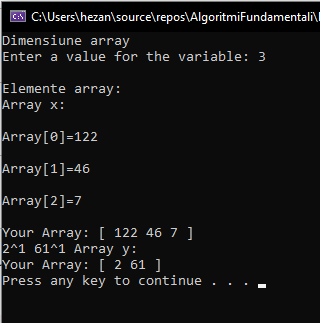 C:\Users\hezan\source\repos\AlgoritmiFundamentali\
Dimensiune array
Enter a value for the variable: 3
Elemente array:
Array x:
Array[0]=122
Array[1]=46
Array[2]=7
Your Array: [ 122 46 7 ]
2^1 61^1 Array y:
Your Array: [ 2 61 ]
Press any key to continue . . .